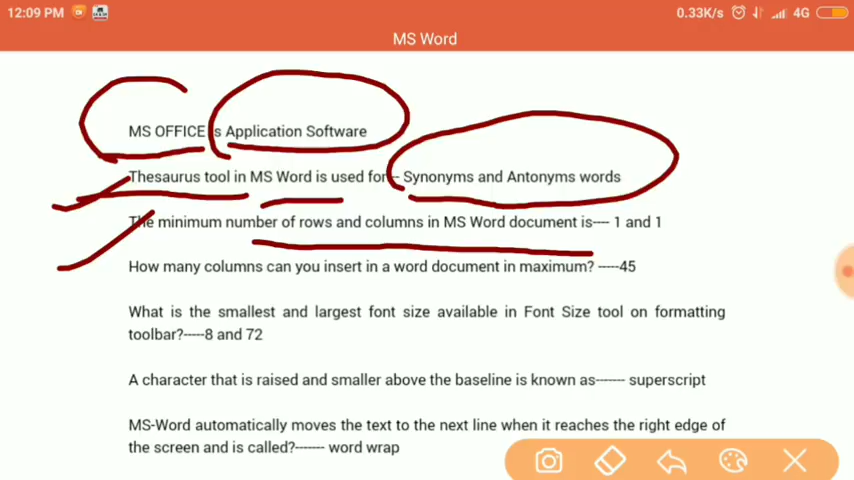 12:09 PM
0.33K/s 4G
MS Word
MS OFFICE is Application Software
Thesaurus tool in MS Word is used for-- Synonyms and Antonyms words
The minimum number of rows and columns in MS Word document is---- 1 and 1
How many columns can you insert in a word document in maximum? -----45
What is the smallest and largest font size available in Font Size tool on formatting
toolbar?-----8 and 72
A character that is raised and smaller above the baseline is known as------- superscript
MS-Word automatically moves the text to the next line when it reaches the right edge of
the screen and is called?------- word wrap